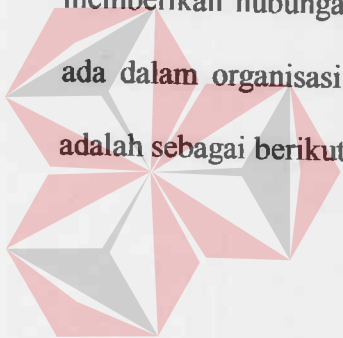 memberikan hubunga
ada dalam organisasi
adalah sebagai berikut